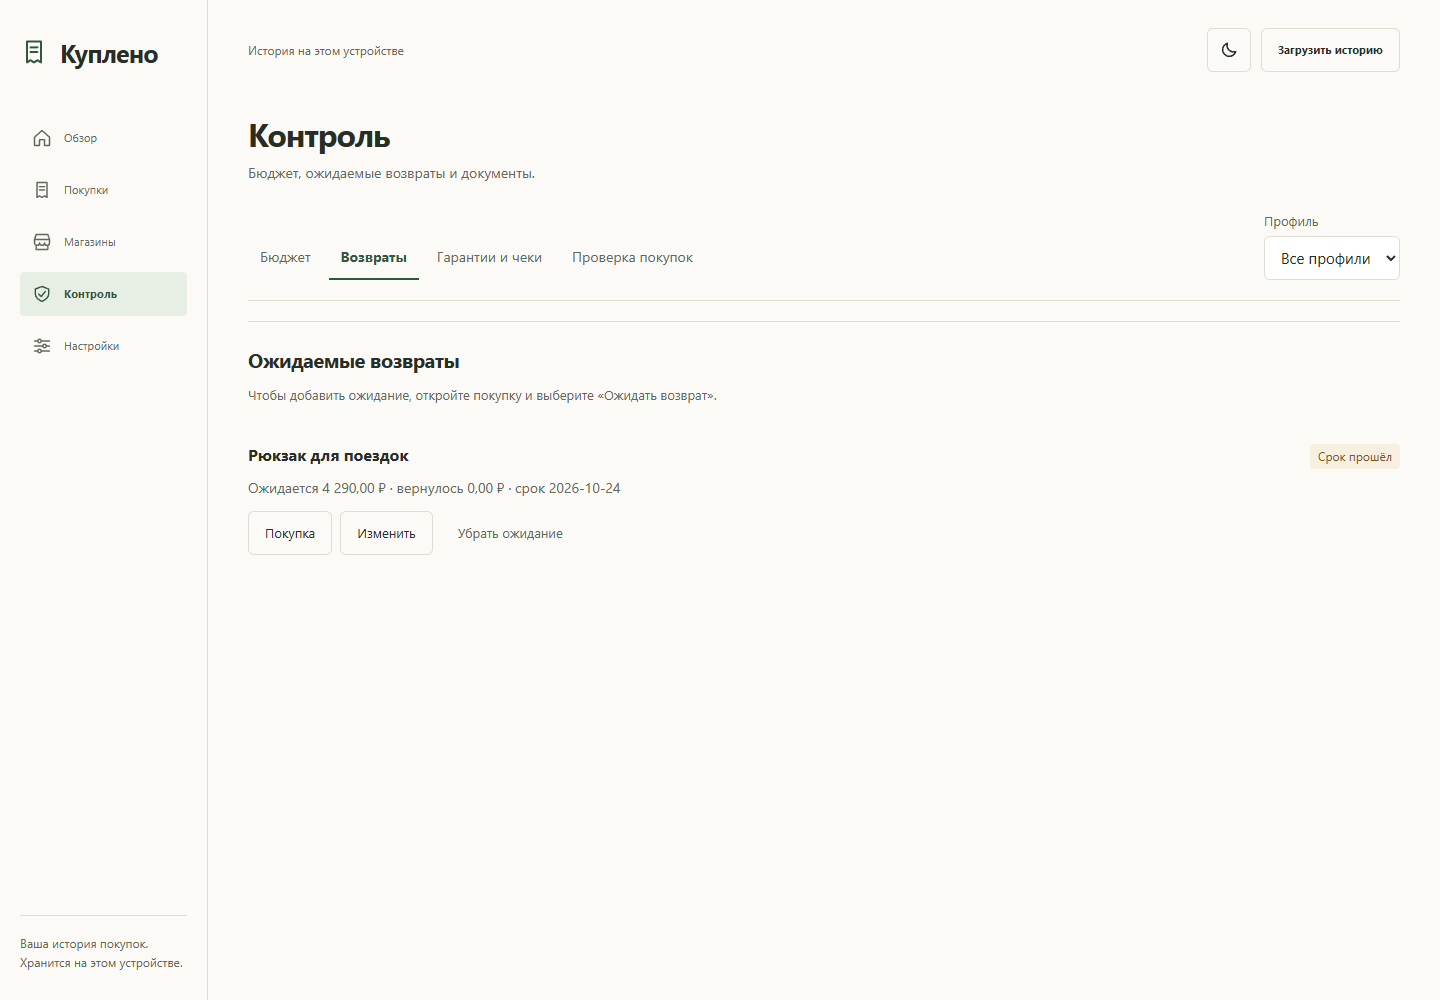 Куплено
История на этом устройстве
Загрузить историю
Обзор
Покупки
Магазины
Контроль
Настройки
Контроль
Бюджет, ожидаемые возвраты и документы.
Профиль
Бюджет
Возвраты
Гарантии и чеки
Проверка покупок
Все профили
Ожидаемые возвраты
Чтобы добавить ожидание, откройте покупку и выберите «Ожидать возврат».
Рюкзак для поездок
Срок прошёл
Ожидается 4 290,00 ₽ · вернулось 0,00 ₽ · срок 2026-10-24
Покупка
Изменить
Убрать ожидание
Ваша история покупок.
Хранится на этом устройстве.